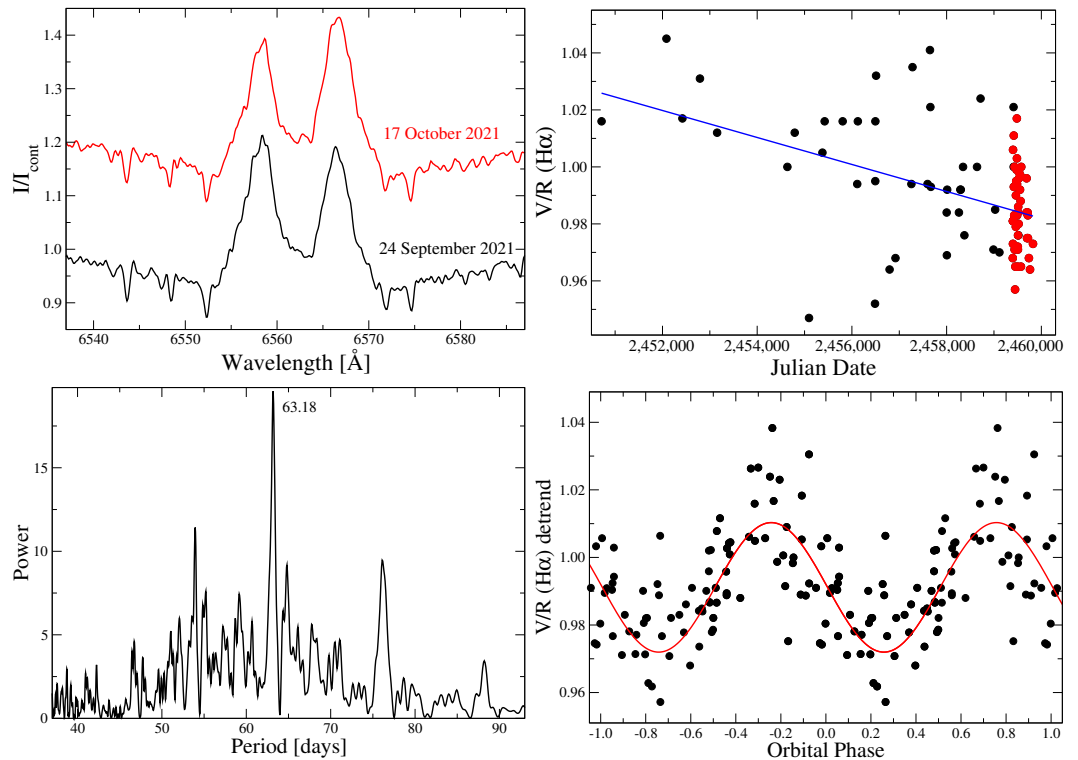 1.4
1.3
1.2
1.1
1.0
0.9
I/I_cont
17 October 2021
24 September 2021
6540 6550 6560 6570 6580
Wavelength [Å]
1.04
1.02
1.00
0.98
0.96
V/R (Hα)
2,452,000 2,454,000 2,456,000 2,458,000 2,460,000
Julian Date
15
10
5
0
Power
63.18
40 50 60 70 80 90
Period [days]
1.04
1.02
1.00
0.98
0.96
V/R (Hα) detrend
-1.0 -0.8 -0.6 -0.4 -0.2 0.0 0.2 0.4 0.6 0.8 1.0
Orbital Phase